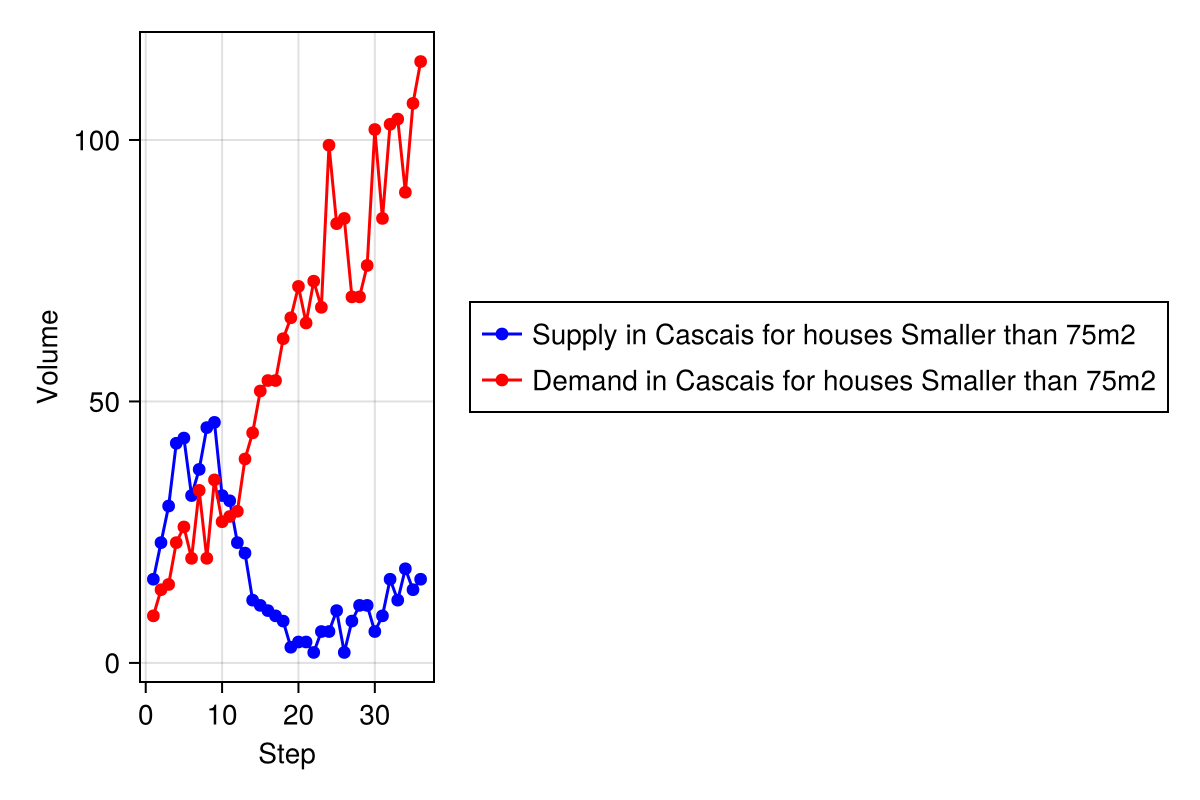 Volume
100
50
0
0 10 20 30
Step
Supply in Cascais for houses Smaller than 75m2
Demand in Cascais for houses Smaller than 75m2